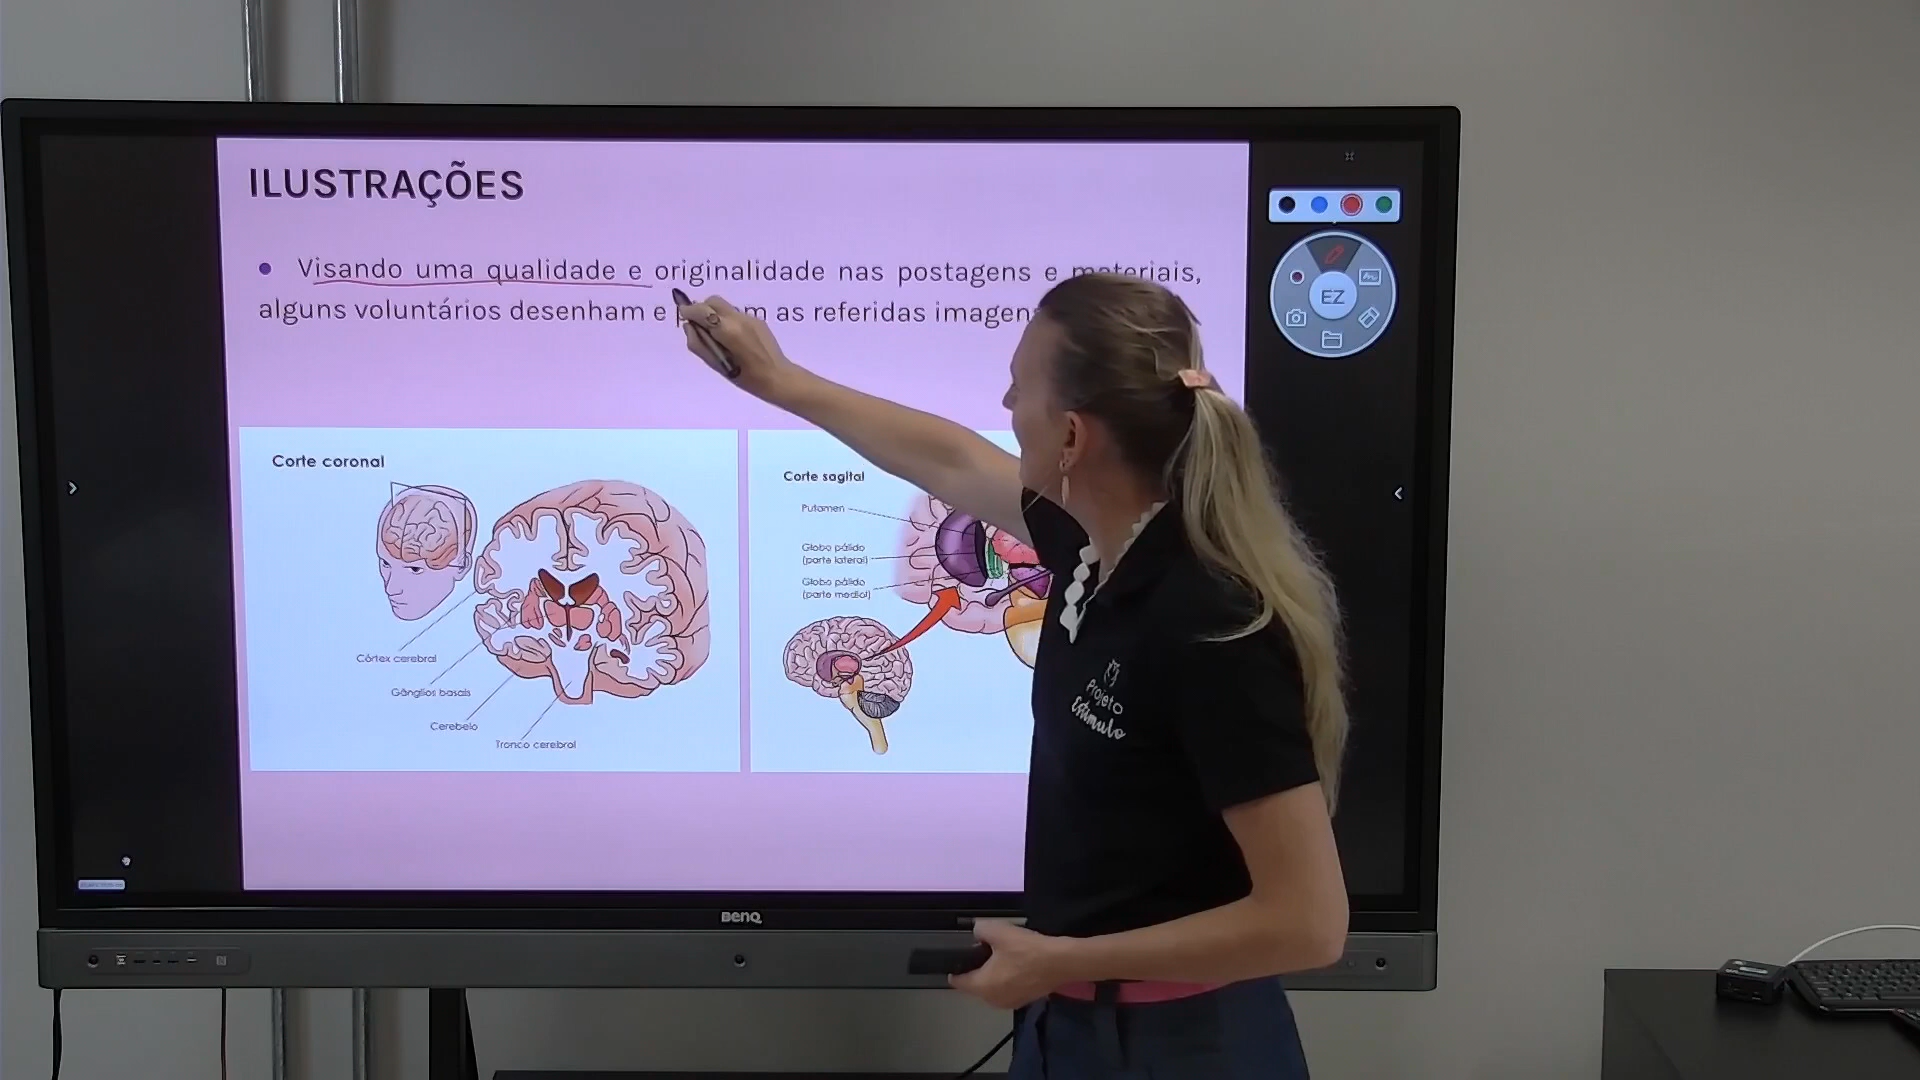 ILUSTRAÇÕES
• Visando uma qualidade e originalidade nas postagens e materiais,
alguns voluntários desenham e as referidas
Corte coronal
Córtex cerebral
Gânglios basais
Cerebelo
Tronco cerebral
Corte sagital
Putamen
Globo pálido
(parte lateral)
Globo pálido
(parte medial)
EZ
Projeto
Estímulo
BenQ